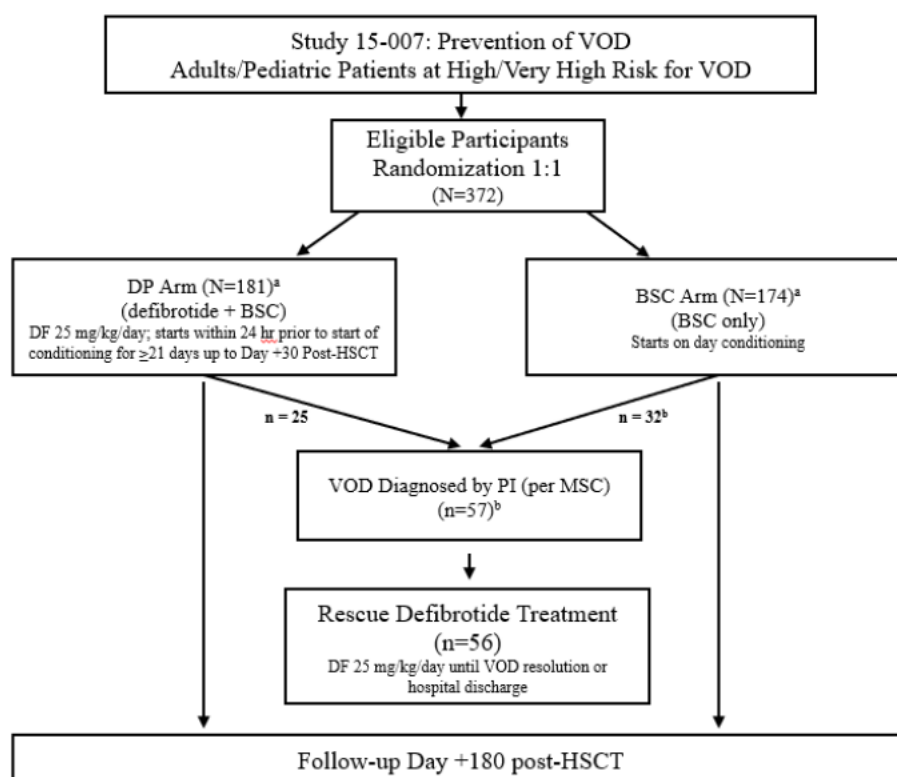 Study 15-007: Prevention of VOD
Adults/Pediatric Patients at High/Very High Risk for VOD
Eligible Participants
Randomization 1:1
(N=372)
DP Arm (N=181)ᵃ
(defibrotide + BSC)
DF 25 mg/kg/day; starts within 24 hr prior to start of
conditioning for ≥21 days up to Day +30 Post-HSCT
BSC Arm (N=174)ᵃ
(BSC only)
Starts on day conditioning
n = 25
n = 32ᵇ
VOD Diagnosed by PI (per MSC)
(n=57)ᵇ
Rescue Defibrotide Treatment
(n=56)
DF 25 mg/kg/day until VOD resolution or
hospital discharge
Follow-up Day +180 post-HSCT